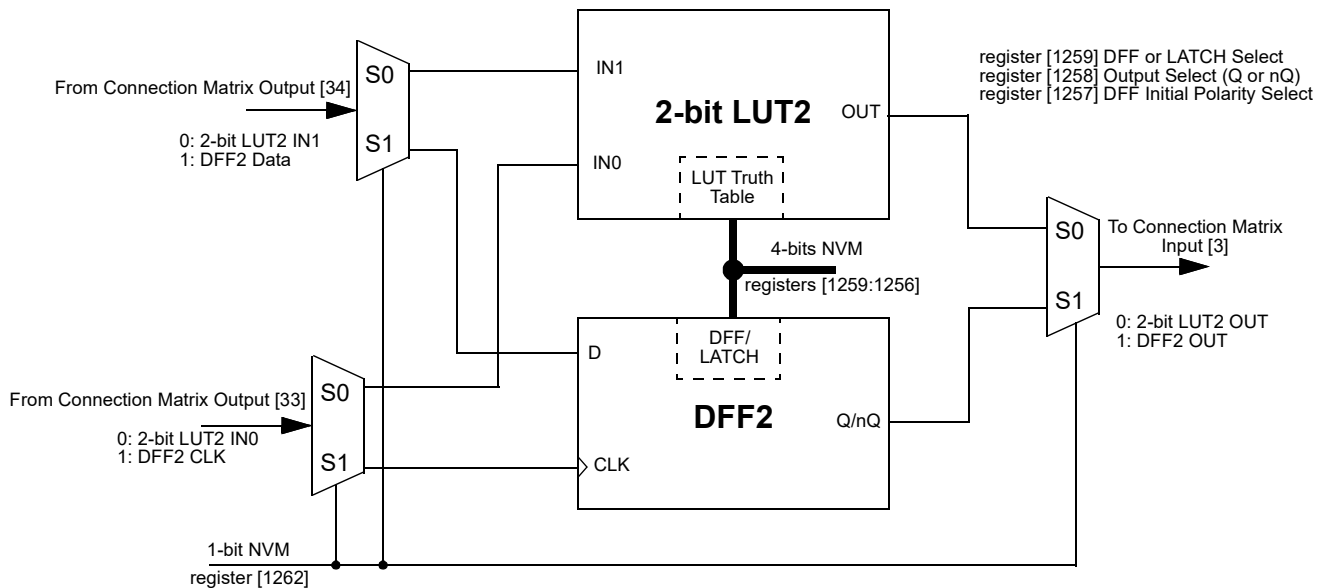 S0
S1
From Connection Matrix Output [34]
0: 2-bit LUT2 IN1
1: DFF2 Data
IN1
IN0
2-bit LUT2
OUT
LUT Truth
Table
register [1259] DFF or LATCH Select
register [1258] Output Select (Q or nQ)
register [1257] DFF Initial Polarity Select
4-bits NVM
registers [1259:1256]
S0
S1
To Connection Matrix
Input [3]
0: 2-bit LUT2 OUT
1: DFF2 OUT
From Connection Matrix Output [33]
0: 2-bit LUT2 IN0
1: DFF2 CLK
S0
S1
D
CLK
DFF/
LATCH
DFF2
Q/nQ
1-bit NVM
register [1262]